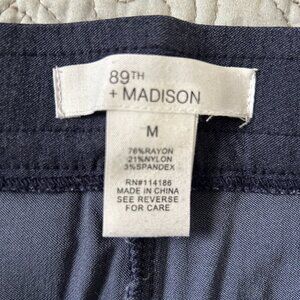 89TH
+ MADISON
M
76%RAYON
21%NYLON
3%SPANDEX
RN#114186
MADE IN CHINA
SEE REVERSE
FOR CARE